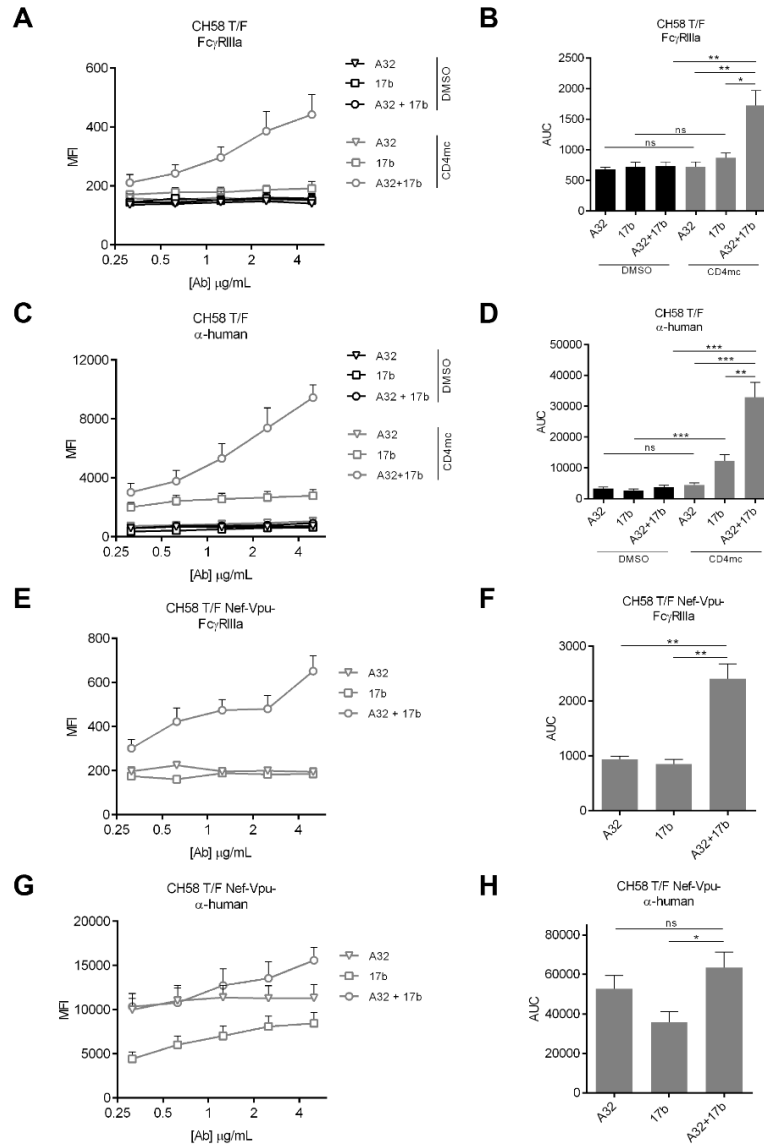 A
CH58 T/F
FcγRIIIa
MFI
600
400
200
0
0.25
0.5
1
2
4
[Ab] μg/mL
A32
17b
A32 + 17b
DMSO
A32
17b
A32+17b
CD4mc
B
CH58 T/F
FcγRIIIa
AUC
2500
2000
1500
1000
500
0
**
**
*
ns
ns
A32
17b
A32+17b
A32
17b
A32+17b
DMSO
CD4mc
C
CH58 T/F
α-human
MFI
12000
8000
4000
0
0.25
0.5
1
2
4
[Ab] μg/mL
A32
17b
A32 + 17b
DMSO
A32
17b
A32+17b
CD4mc
D
CH58 T/F
α-human
AUC
50000
40000
30000
20000
10000
0
***
***
**
***
ns
A32
17b
A32+17b
A32
17b
A32+17b
DMSO
CD4mc
E
CH58 T/F Nef-Vpu-
FcγRIIIa
MFI
800
600
400
200
0
0.25
0.5
1
2
4
[Ab] μg/mL
A32
17b
A32 + 17b
F
CH58 T/F Nef-Vpu-
FcγRIIIa
AUC
3000
2000
1000
0
**
**
A32
17b
A32+17b
G
CH58 T/F Nef-Vpu-
α-human
MFI
20000
15000
10000
5000
0
0.25
0.5
1
2
4
[Ab] μg/mL
A32
17b
A32 + 17b
H
CH58 T/F Nef-Vpu-
α-human
AUC
80000
60000
40000
20000
0
ns
*
A32
17b
A32+17b